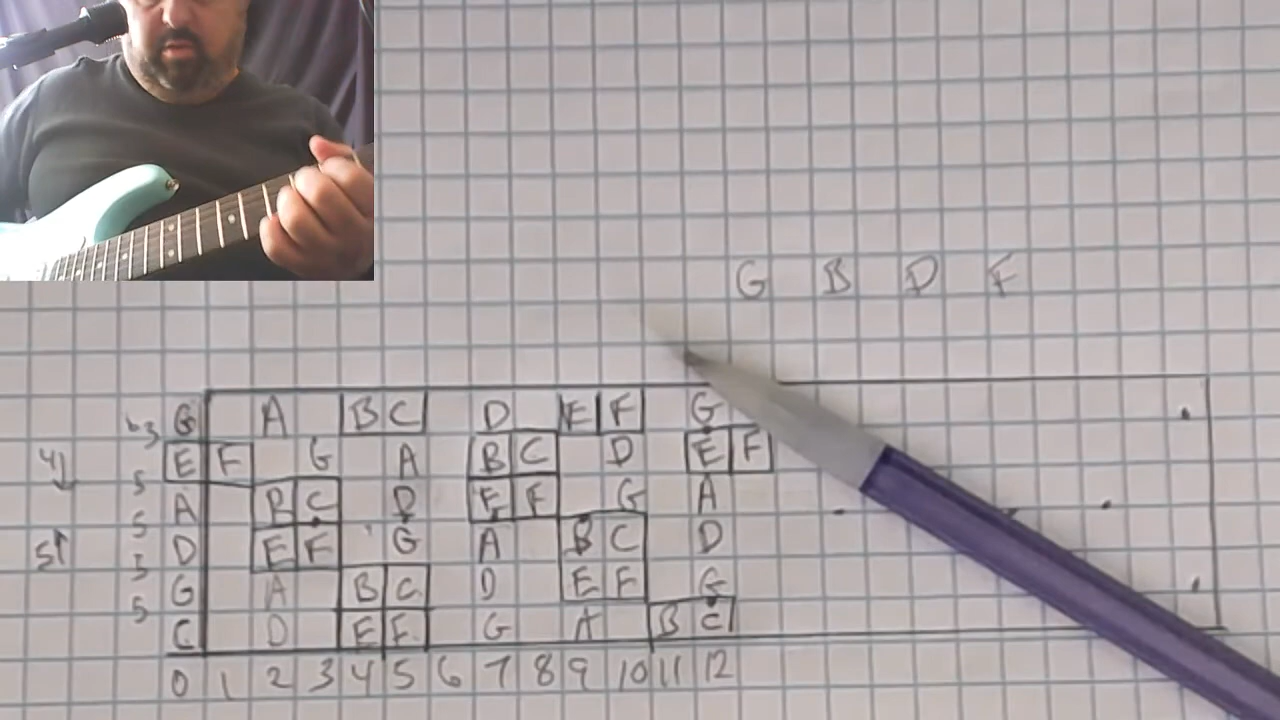 G B D F
b3 G A B C D E F G
4↓ E F G A B C D E F
5 A B C D E F G A
5↑ 5 D E F G A B C D
5 G A B C D E F G
5 C D E F G A B C
0 1 2 3 4 5 6 7 8 9 10 11 12